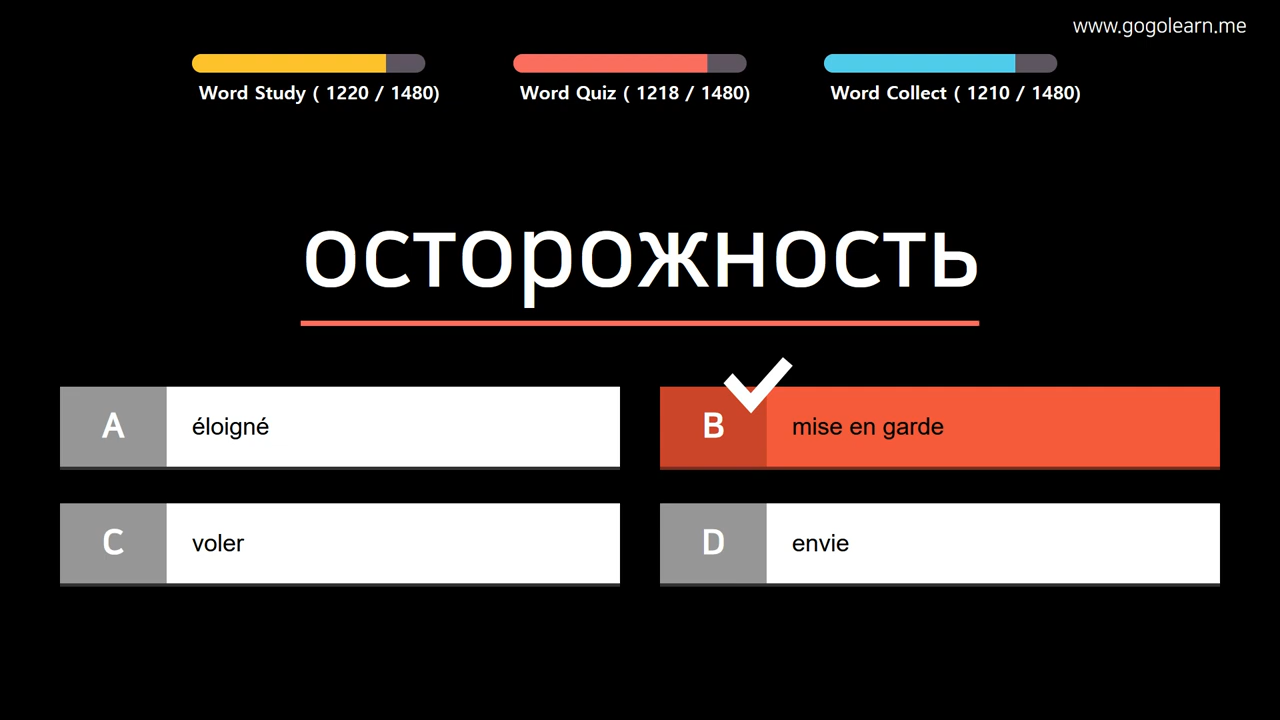 www.gogolearn.me
Word Study ( 1220 / 1480)
Word Quiz ( 1218 / 1480)
Word Collect ( 1210 / 1480)
осторожность
A éloigné
B mise en garde
C voler
D envie